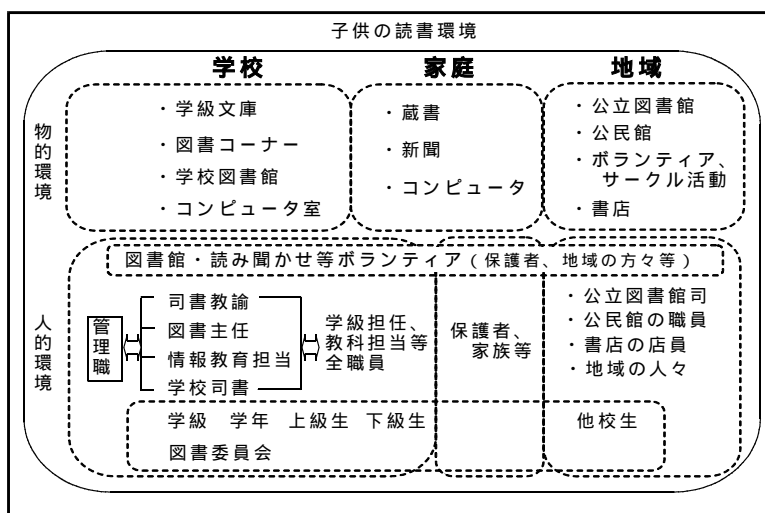 子供の読書環境
学校
家庭
地域
物的環境
・学級文庫
・図書コーナー
・学校図書館
・コンピュータ室
・蔵書
・新聞
・コンピュータ
・公立図書館
・公民館
・ボランティア、
サークル活動
・書店
人的環境
図書館・読み聞かせ等ボランティア(保護者、地域の方々等)
管理職
司書教諭
図書主任
情報教育担当
学校司書
学級担任、
教科担当等
全職員
保護者、
家族等
・公立図書館司
・公民館の職員
・書店の店員
・地域の人々
学級 学年 上級生 下級生
図書委員会
他校生